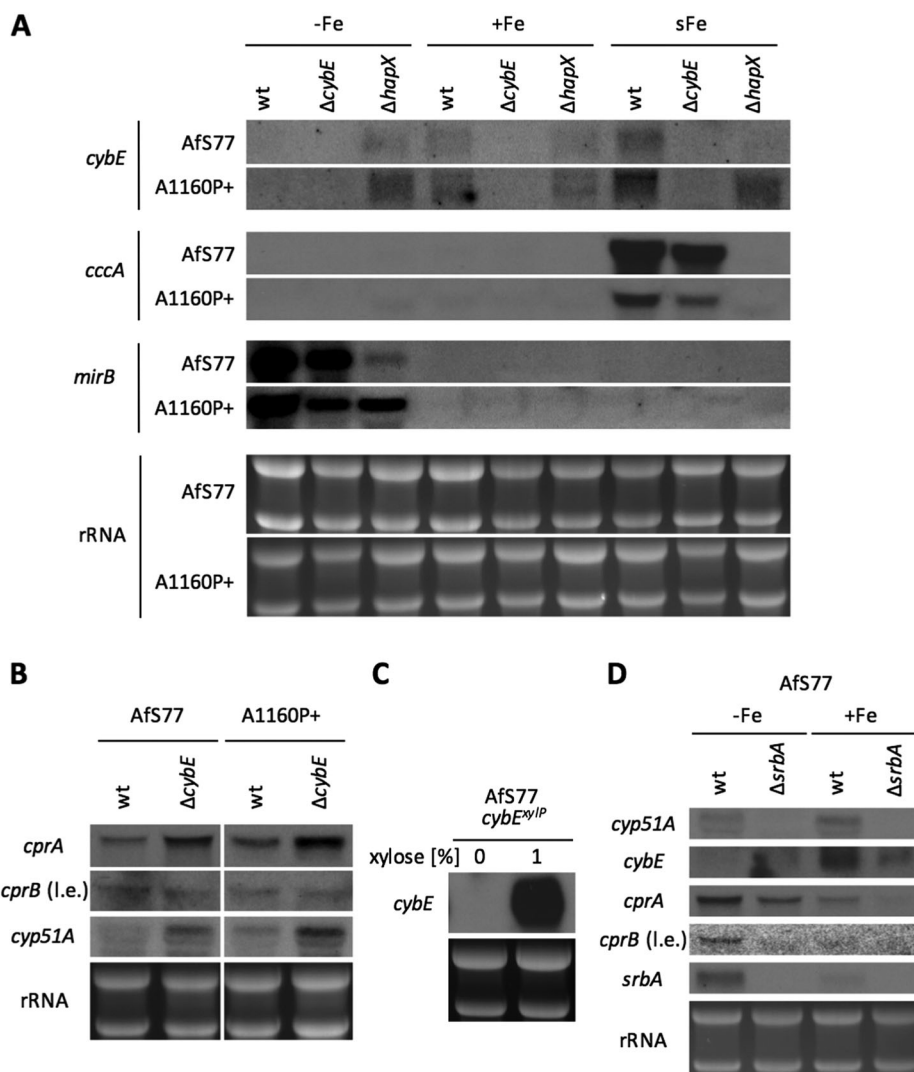 A
-Fe +Fe sFe
wt ΔcybE ΔhapX wt ΔcybE ΔhapX wt ΔcybE ΔhapX
cybE
AfS77
A1160P+
cccA
AfS77
A1160P+
mirB
AfS77
A1160P+
rRNA
AfS77
A1160P+
B
AfS77 A1160P+
wt ΔcybE wt ΔcybE
cprA
cprB (l.e.)
cyp51A
rRNA
C
AfS77
cybE^xylP
xylose [%] 0 1
cybE
D
AfS77
-Fe +Fe
wt ΔsrbA wt ΔsrbA
cyp51A
cybE
cprA
cprB (l.e.)
srbA
rRNA